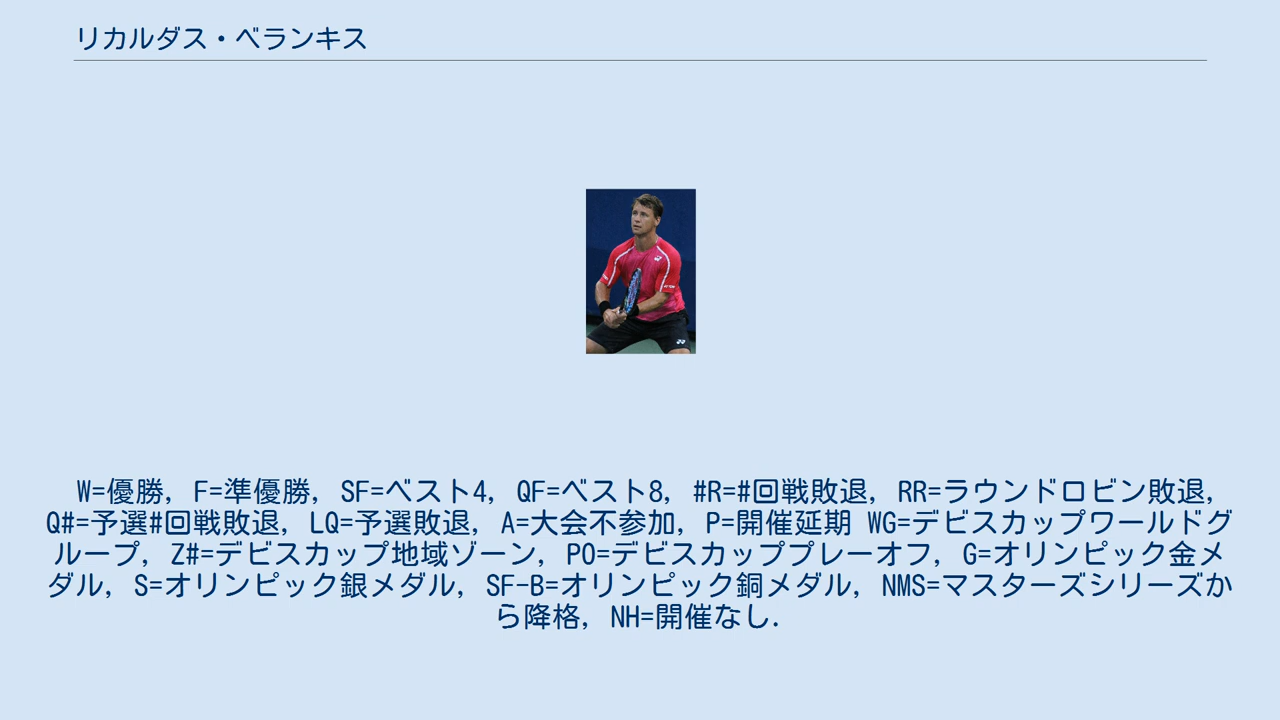 リカルダス・ベランキス
W=優勝, F=準優勝, SF=ベスト4, QF=ベスト8, #R=#回戦敗退, RR=ラウンドロビン敗退,
Q#=予選#回戦敗退, LQ=予選敗退, A=大会不参加, P=開催延期 WG=デビスカップワールドグ
ループ, Z#=デビスカップ地域ゾーン, PO=デビスカッププレーオフ, G=オリンピック金メ
ダル, S=オリンピック銀メダル, SF-B=オリンピック銅メダル, NMS=マスターズシリーズか
ら降格, NH=開催なし.